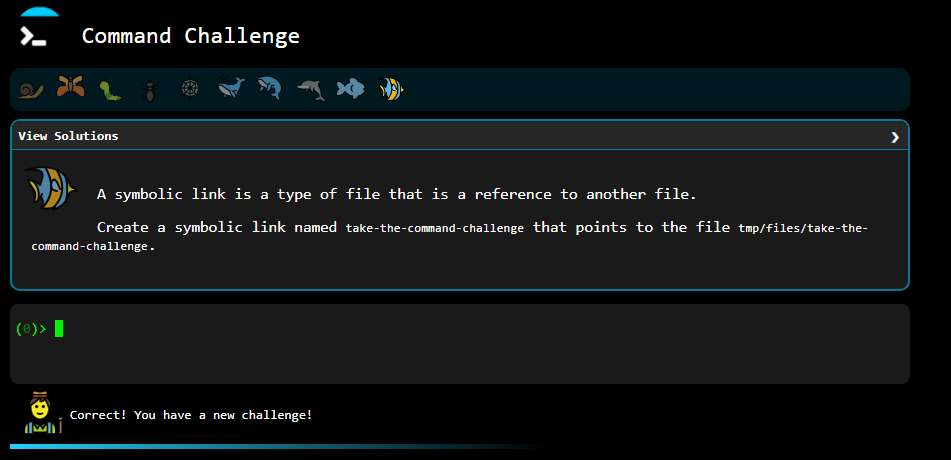 Command Challenge
View Solutions
A symbolic link is a type of file that is a reference to another file.
Create a symbolic link named take-the-command-challenge that points to the file tmp/files/take-the-
command-challenge.
(0)>
Correct! You have a new challenge!